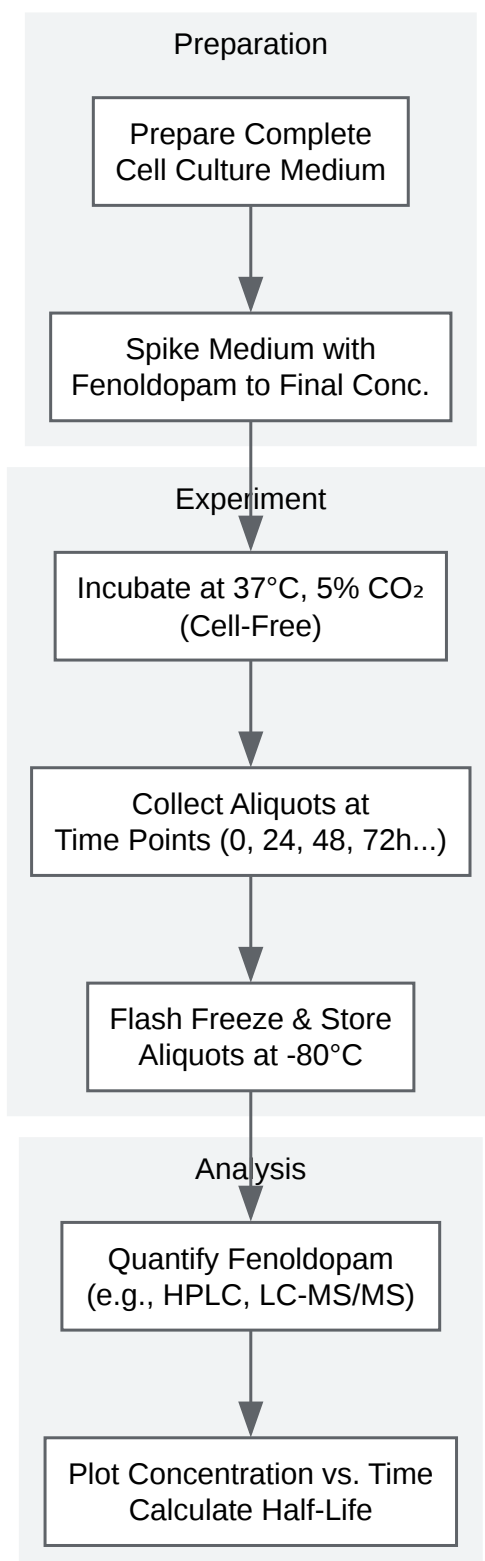 Preparation
Prepare Complete
Cell Culture Medium
Spike Medium with
Fenoldopam to Final Conc.
Experiment
Incubate at 37°C, 5% CO₂
(Cell-Free)
Collect Aliquots at
Time Points (0, 24, 48, 72h...)
Flash Freeze & Store
Aliquots at -80°C
Analysis
Quantify Fenoldopam
(e.g., HPLC, LC-MS/MS)
Plot Concentration vs. Time
Calculate Half-Life